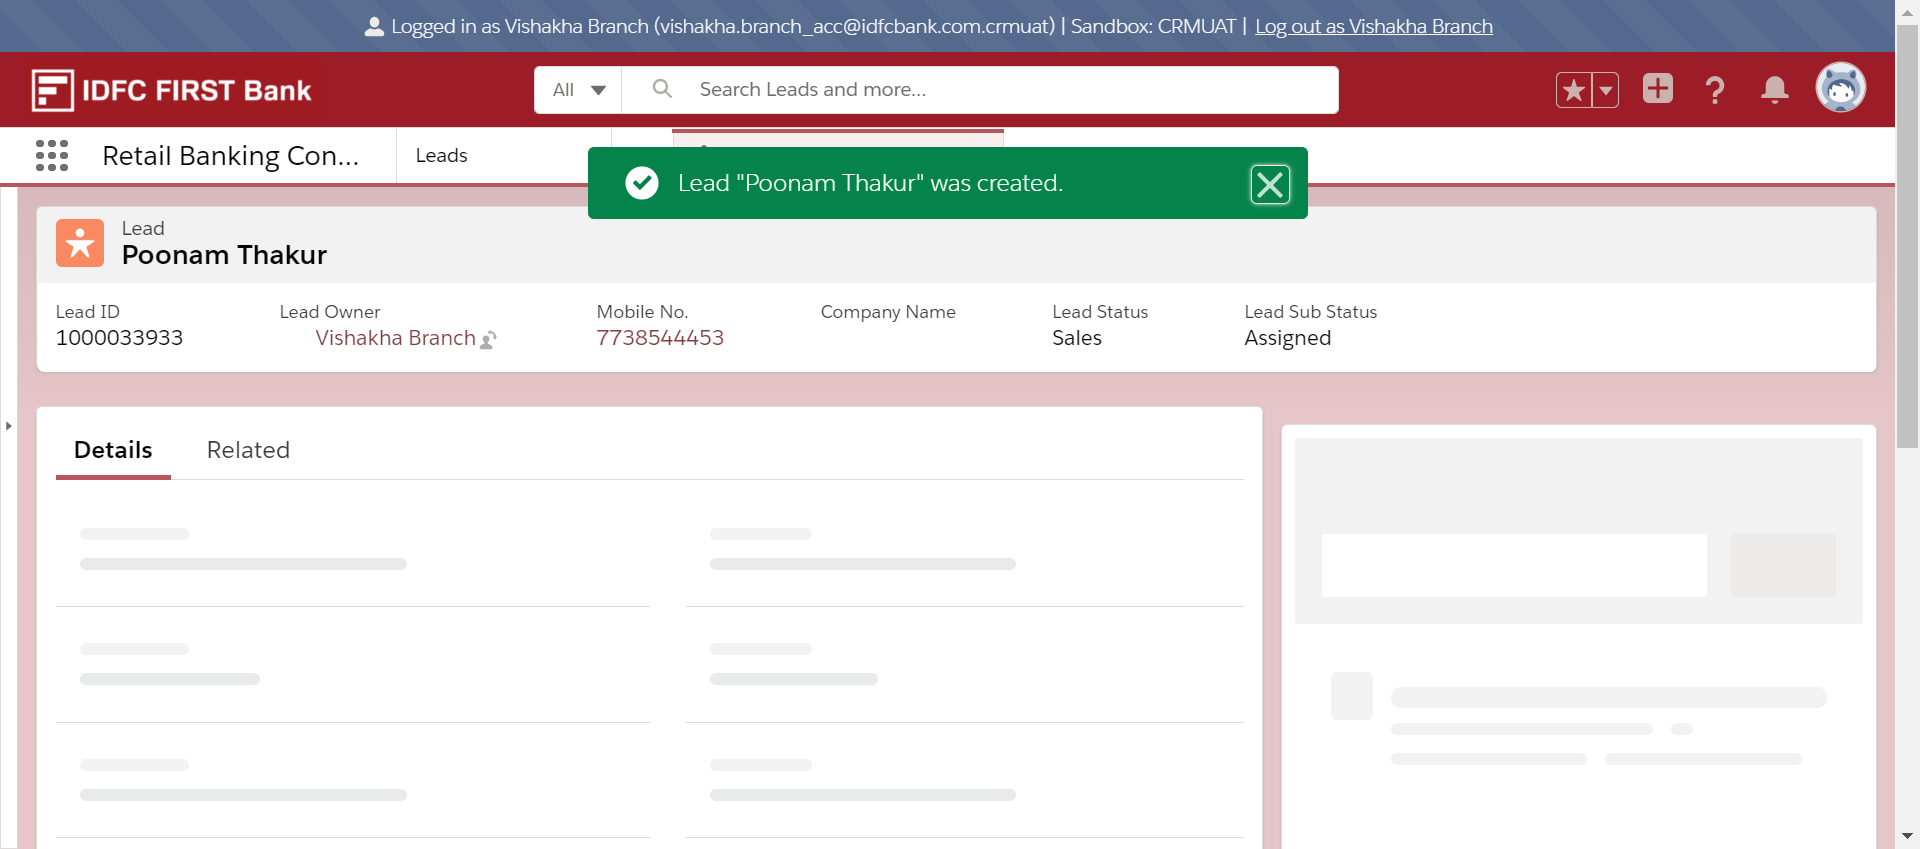 Logged in as Vishakha Branch (vishakha.branch_acc@idfcbank.com.crmuat) | Sandbox: CRMUAT | Log out as Vishakha Branch
IDFC FIRST Bank
All
Search Leads and more...
Retail Banking Con...
Leads
Lead "Poonam Thakur" was created.
Lead
Poonam Thakur
Lead ID
1000033933
Lead Owner
Vishakha Branch
Mobile No.
7738544453
Company Name
Lead Status
Sales
Lead Sub Status
Assigned
Details
Related